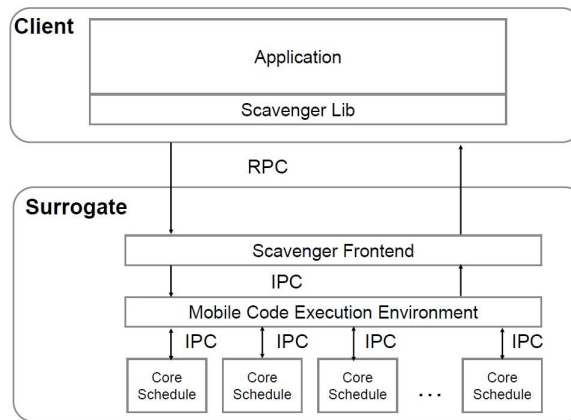 Client
Application
Scavenger Lib
RPC
Surrogate
Scavenger Frontend
IPC
Mobile Code Execution Environment
IPC IPC IPC IPC
Core Core Core Core
Schedule Schedule Schedule ... Schedule